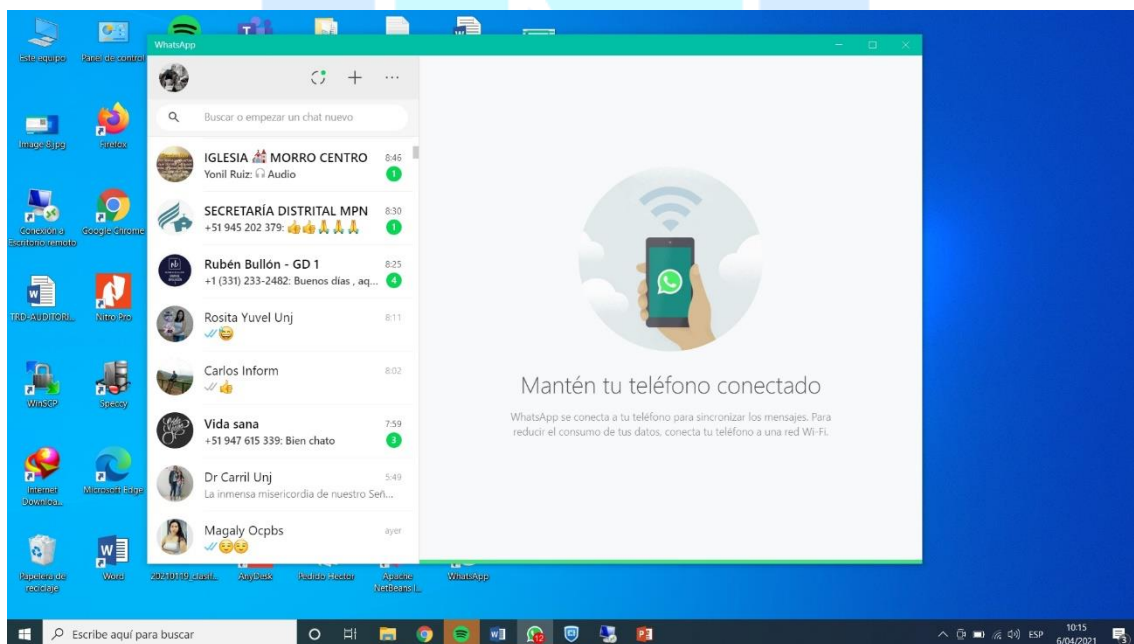 WhatsApp
Este equipo
Panel de control
Image 8.jpg
Firefox
Conexión a
Escritorio remoto
Google Chrome
TRD-AUDITORI...
Nitro Pro
WinSCP
Speccy
Internet
Downloa...
Microsoft Edge
Papelera de
reciclaje
Word
Buscar o empezar un chat nuevo
IGLESIA MORRO CENTRO 8:46
Yonil Ruiz: Audio 1
SECRETARÍA DISTRITAL MPN 8:30
+51 945 202 379: 👍👍🙏🙏🙏 1
Rubén Bullón - GD 1 8:25
+1 (331) 233-2482: Buenos días , aq... 4
Rosita Yuvel Unj 8:11
Carlos Inform 8:02
Vida sana 7:59
+51 947 615 339: Bien chato 3
Dr Carril Unj 5:49
La inmensa misericordia de nuestro Señ...
Magaly Ocpbs ayer
Mantén tu teléfono conectado
WhatsApp se conecta a tu teléfono para sincronizar los mensajes. Para
reducir el consumo de tus datos, conecta tu teléfono a una red Wi-Fi.
AnyDesk
Pedido Hector
Apache
NetBeans I...
WhatsApp
Escribe aquí para buscar
12
ESP
10:15
6/04/2021
3